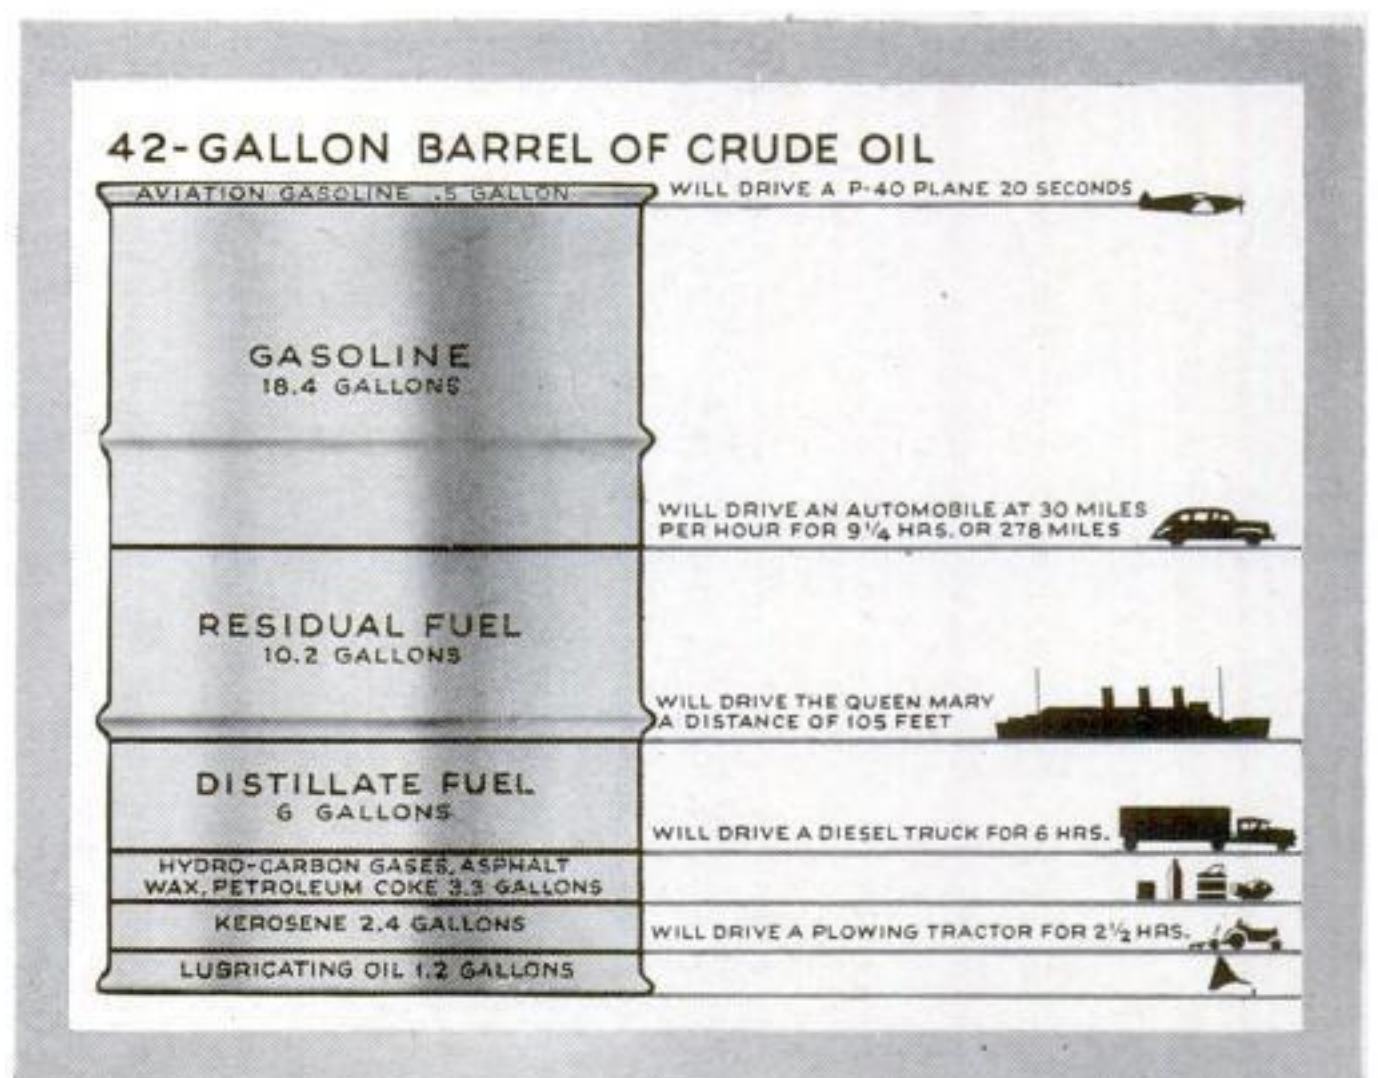 42-GALLON BARREL OF CRUDE OIL
AVIATION GASOLINE .5 GALLON
WILL DRIVE A P-40 PLANE 20 SECONDS
GASOLINE
18.4 GALLONS
WILL DRIVE AN AUTOMOBILE AT 30 MILES
PER HOUR FOR 9 1/4 HRS. OR 278 MILES
RESIDUAL FUEL
10.2 GALLONS
WILL DRIVE THE QUEEN MARY
A DISTANCE OF 105 FEET
DISTILLATE FUEL
6 GALLONS
WILL DRIVE A DIESEL TRUCK FOR 6 HRS.
HYDRO-CARBON GASES, ASPHALT
WAX, PETROLEUM COKE 3.3 GALLONS
KEROSENE 2.4 GALLONS
WILL DRIVE A PLOWING TRACTOR FOR 2 1/2 HRS.
LUBRICATING OIL 1.2 GALLONS